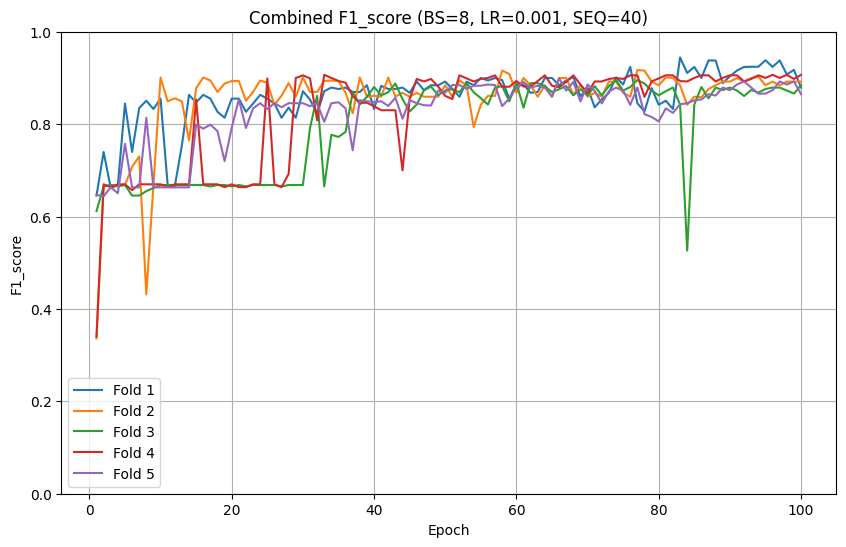 Combined F1_score (BS=8, LR=0.001, SEQ=40)
1.0
0.8
0.6
0.4
0.2
0.0
F1_score
Fold 1
Fold 2
Fold 3
Fold 4
Fold 5
0 20 40 60 80 100
Epoch